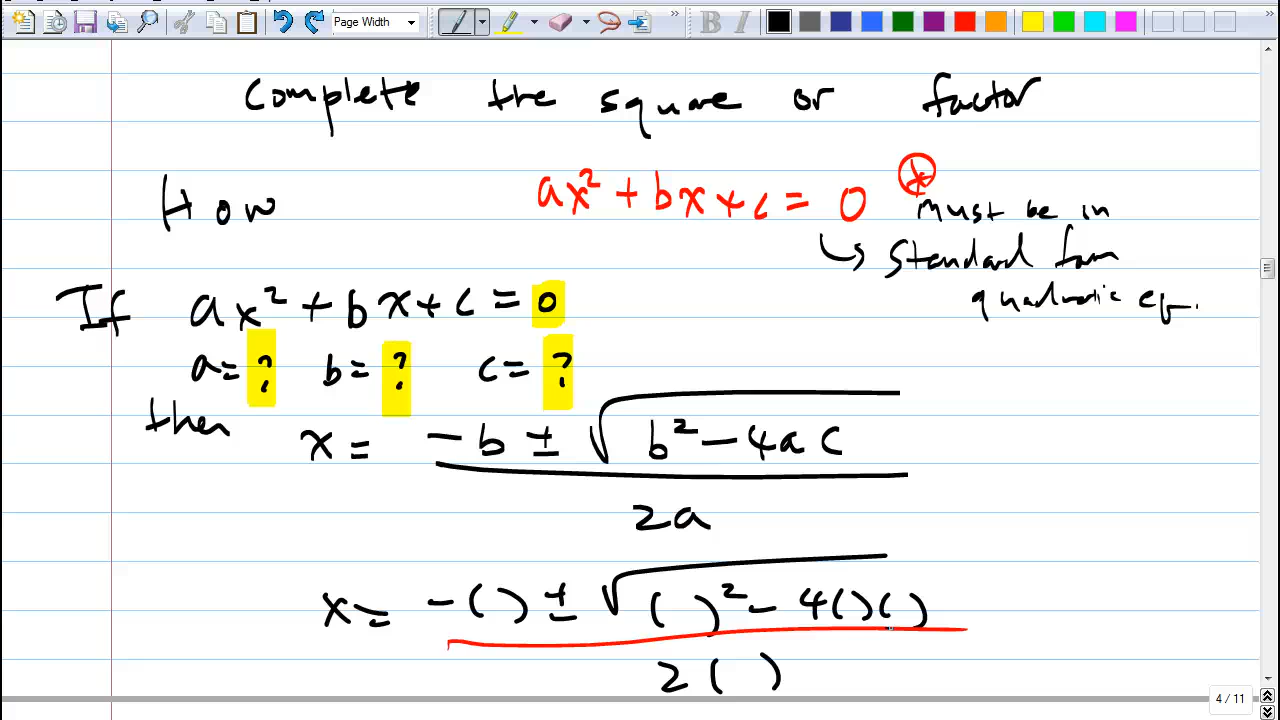 Page Width
B I
Complete the square or factor
How ax² + bx + c = 0 *
Must be in
↳ Standard form
quadratic eq.
If ax² + bx + c = 0
a = ? b = ? c = ?
then
x = -b ± √(b² - 4ac) / 2a
x = -( ) ± √(( )² - 4( )( )) / 2( )
4 / 11